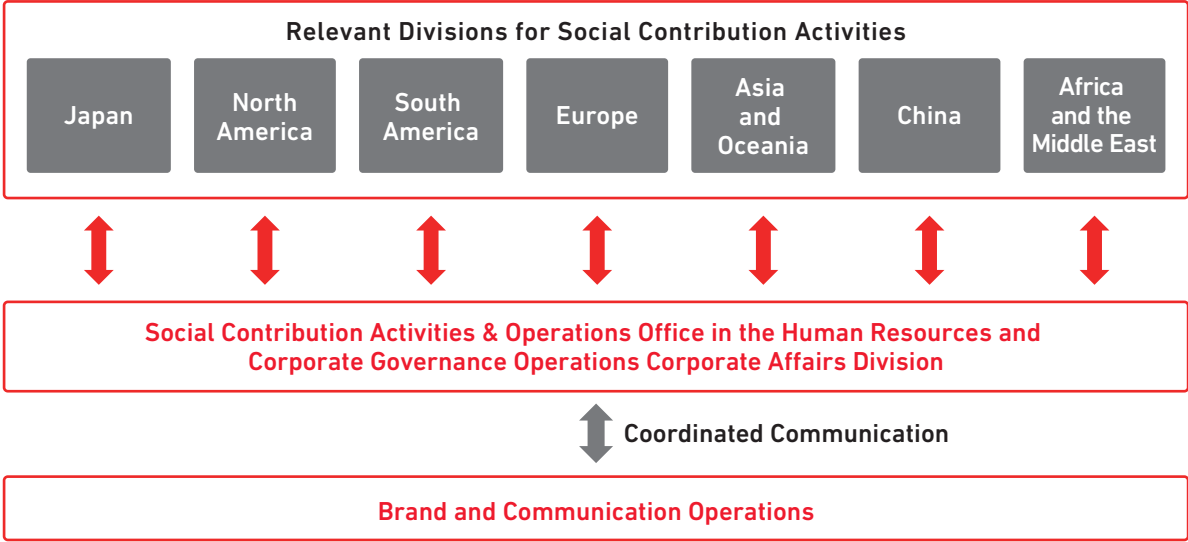 Relevant Divisions for Social Contribution Activities
Japan
North
America
South
America
Europe
Asia
and
Oceania
China
Africa
and the
Middle East
Social Contribution Activities & Operations Office in the Human Resources and
Corporate Governance Operations Corporate Affairs Division
Coordinated Communication
Brand and Communication Operations